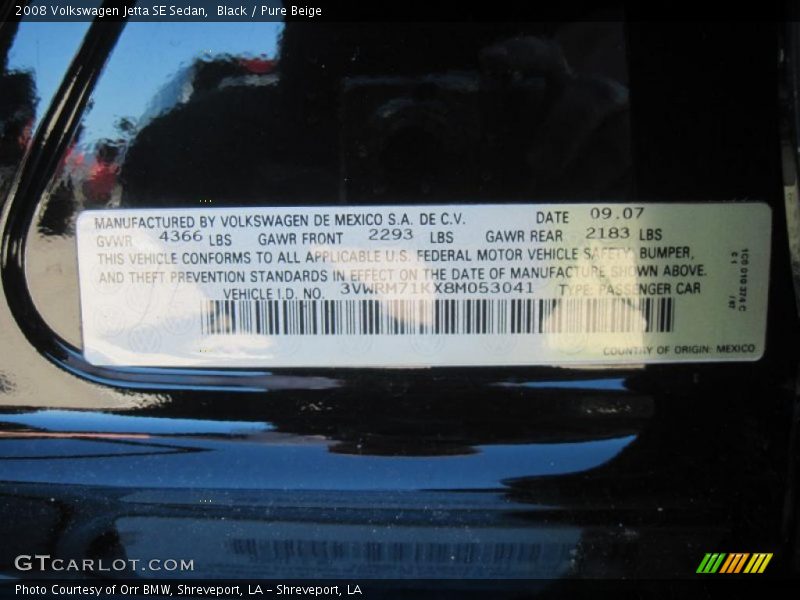 2008 Volkswagen Jetta SE Sedan,  Black / Pure Beige
MANUFACTURED BY VOLKSWAGEN DE MEXICO S.A. DE C.V. DATE 09.07
GVWR 4366 LBS GAWR FRONT 2293 LBS GAWR REAR 2183 LBS
THIS VEHICLE CONFORMS TO ALL APPLICABLE U.S. FEDERAL MOTOR VEHICLE SAFETY, BUMPER,
AND THEFT PREVENTION STANDARDS IN EFFECT ON THE DATE OF MANUFACTURE SHOWN ABOVE.
VEHICLE I.D. NO. 3VWRM71KX8M053041 TYPE: PASSENGER CAR
COUNTRY OF ORIGIN: MEXICO
1C0 010 374 C
GTCARLOT.COM
Photo Courtesy of Orr BMW, Shreveport, LA – Shreveport, LA